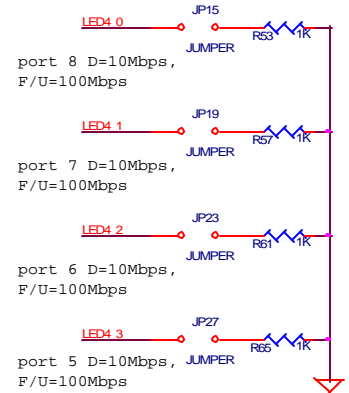 JP15
LED4 0
R53 1K
JUMPER
port 8 D=10Mbps,
F/U=100Mbps
JP19
LED4 1
R57 1K
JUMPER
port 7 D=10Mbps,
F/U=100Mbps
JP23
LED4 2
R61 1K
JUMPER
port 6 D=10Mbps,
F/U=100Mbps
JP27
LED4 3
R65 1K
JUMPER
port 5 D=10Mbps,
F/U=100Mbps